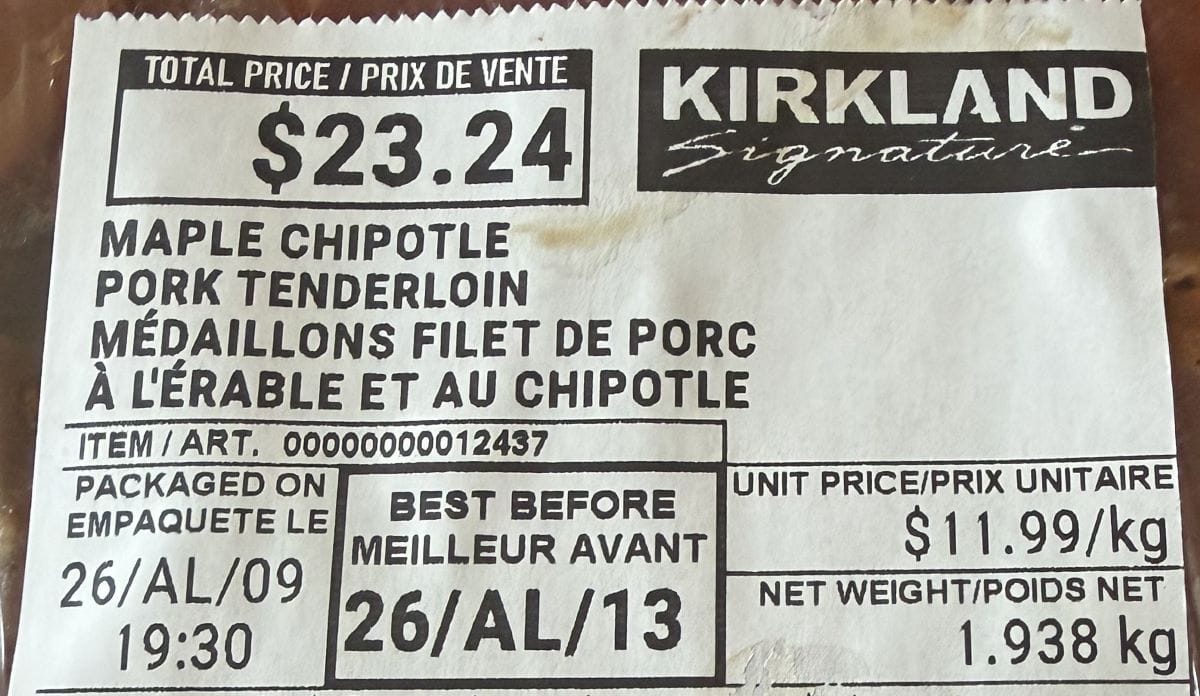 TOTAL PRICE / PRIX DE VENTE
$23.24
KIRKLAND
Signature
MAPLE CHIPOTLE
PORK TENDERLOIN
MÉDAILLONS FILET DE PORC
À L'ÉRABLE ET AU CHIPOTLE
ITEM / ART. 00000000012437
PACKAGED ON
EMPAQUETE LE
26/AL/09
19:30
BEST BEFORE
MEILLEUR AVANT
26/AL/13
UNIT PRICE/PRIX UNITAIRE
$11.99/kg
NET WEIGHT/POIDS NET
1.938 kg